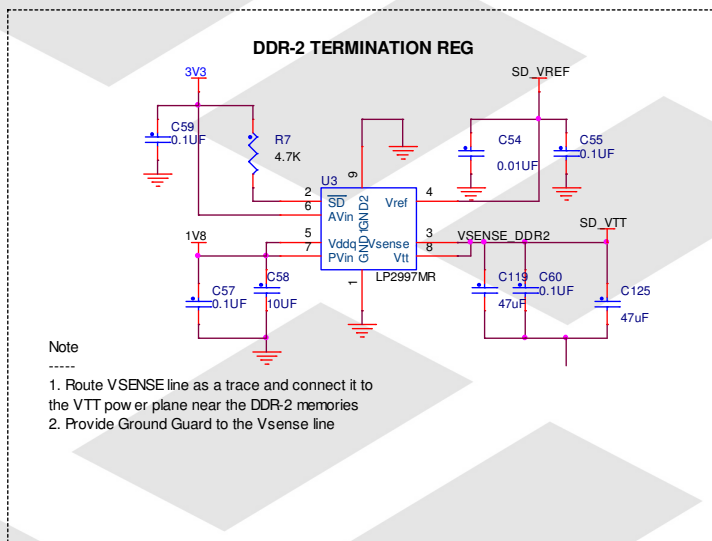 DDR-2 TERMINATION REG
3V3
SD_VREF
C59
0.1UF
R7
4.7K
C54
0.01UF
C55
0.1UF
U3
9
2
6
SD
AVin
GND2
Vref
4
1V8
5
7
Vddq
PVin
GND1
Vsense
Vtt
3
8
VSENSE_DDR2
SD_VTT
LP2997MR
1
C57
0.1UF
C58
10UF
C119
47uF
C60
0.1UF
C125
47uF
Note
-----
1. Route VSENSE line as a trace and connect it to
the VTT power plane near the DDR-2 memories
2. Provide Ground Guard to the Vsense line